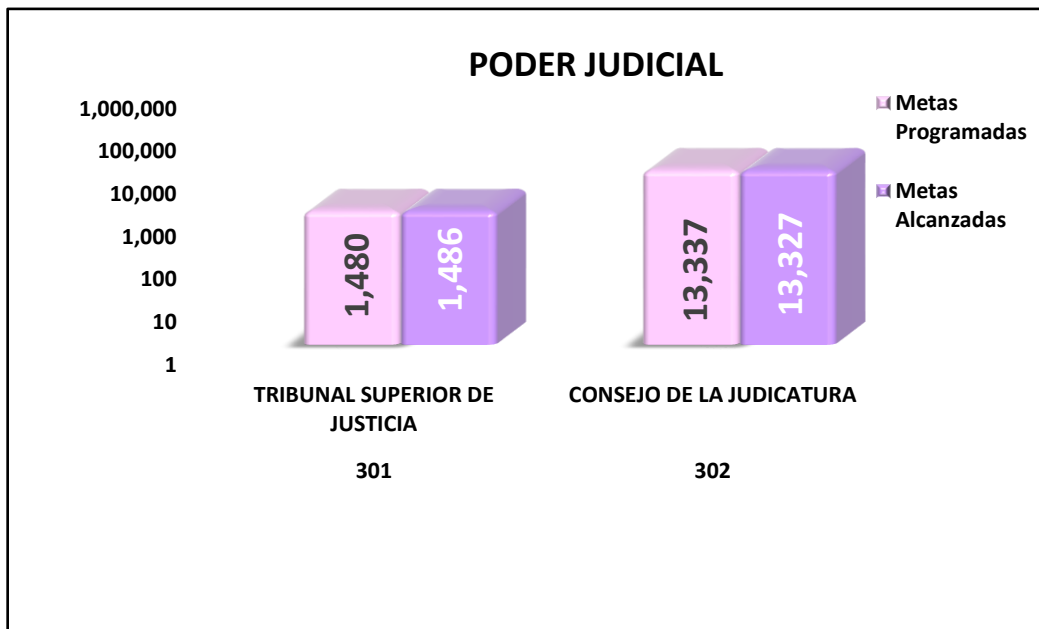 PODER JUDICIAL
1,000,000
100,000
10,000
1,000
100
10
1
1,480
1,486
13,337
13,327
TRIBUNAL SUPERIOR DE
JUSTICIA
CONSEJO DE LA JUDICATURA
301
302
Metas
Programadas
Metas
Alcanzadas